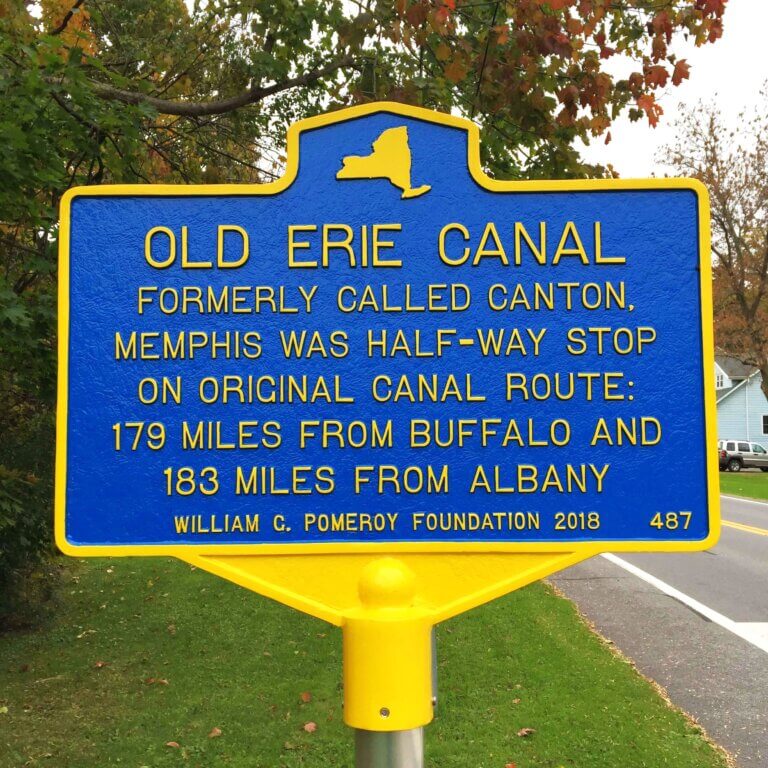 OLD ERIE CANAL
FORMERLY CALLED CANTON,
MEMPHIS WAS HALF-WAY STOP
ON ORIGINAL CANAL ROUTE:
179 MILES FROM BUFFALO AND
183 MILES FROM ALBANY
WILLIAM G. POMEROY FOUNDATION 2018 487